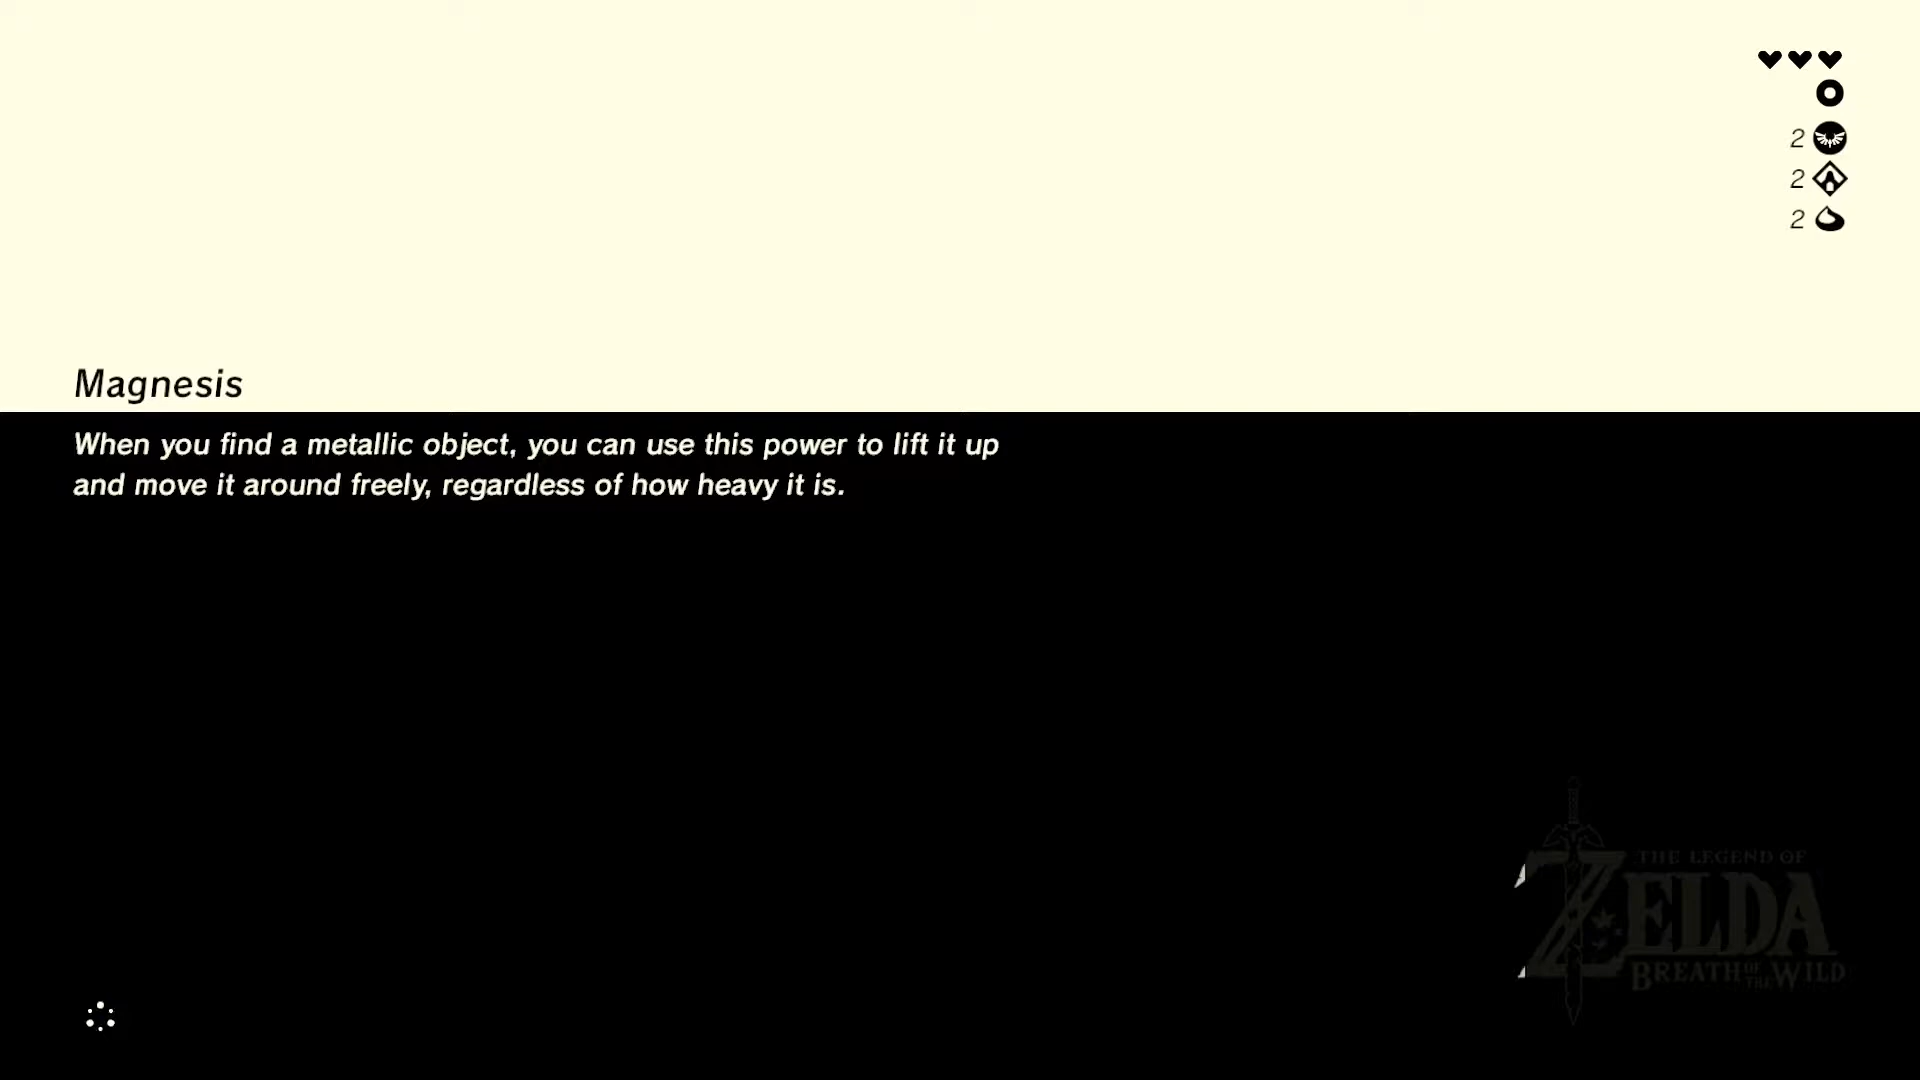 2
2
2
Magnesis
When you find a metallic object, you can use this power to lift it up
and move it around freely, regardless of how heavy it is.
THE LEGEND OF
ZELDA
BREATH OF THE WILD